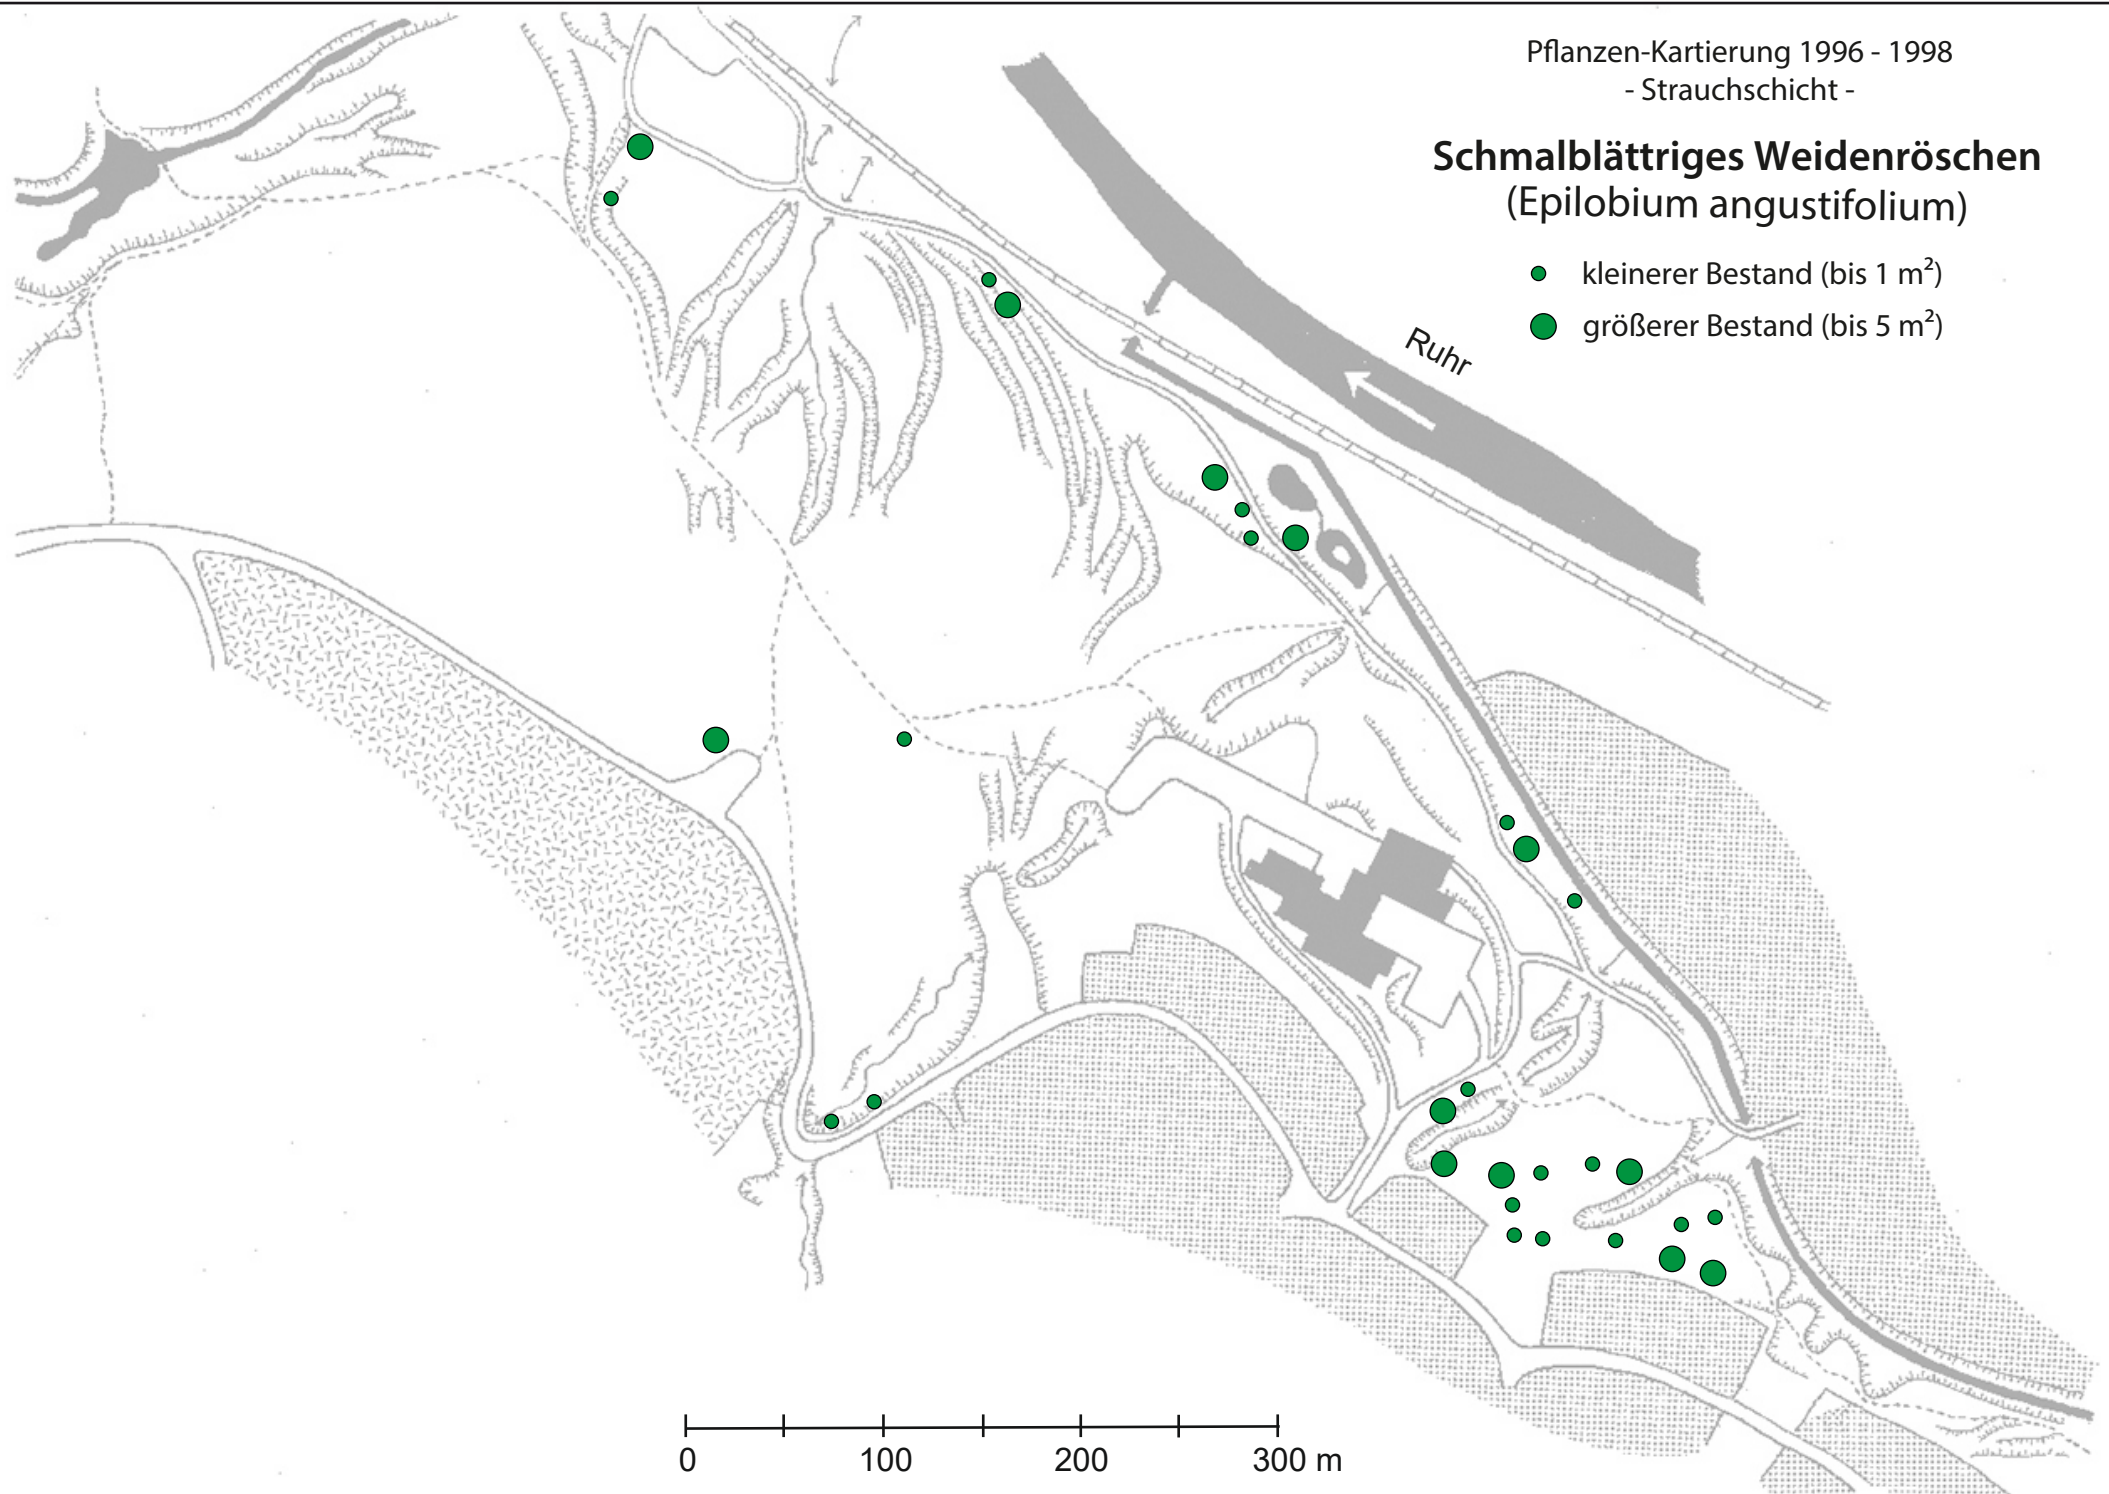 Pflanzen-Kartierung 1996 - 1998
- Strauchschicht -
Schmalblättriges Weidenröschen
(Epilobium angustifolium)
kleinerer Bestand (bis 1 m²)
größerer Bestand (bis 5 m²)
Ruhr
0 100 200 300 m